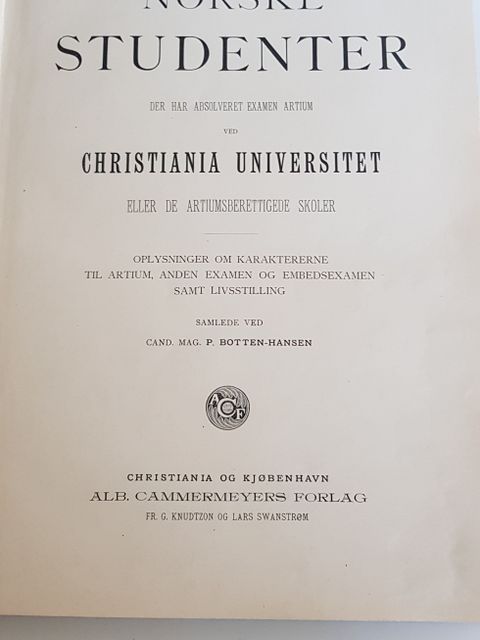 NORSKE
STUDENTER
DER HAR ABSOLVERET EXAMEN ARTIUM
VED
CHRISTIANIA UNIVERSITET
ELLER DE ARTIUMSBERETTIGEDE SKOLER
OPLYSNINGER OM KARAKTERERNE
TIL ARTIUM, ANDEN EXAMEN OG EMBEDSEXAMEN
SAMT LIVSSTILLING
SAMLEDE VED
CAND. MAG. P. BOTTEN-HANSEN
ACF
CHRISTIANIA OG KJØBENHAVN
ALB. CAMMERMEYERS FORLAG
FR. G. KNUDTZON OG LARS SWANSTRØM